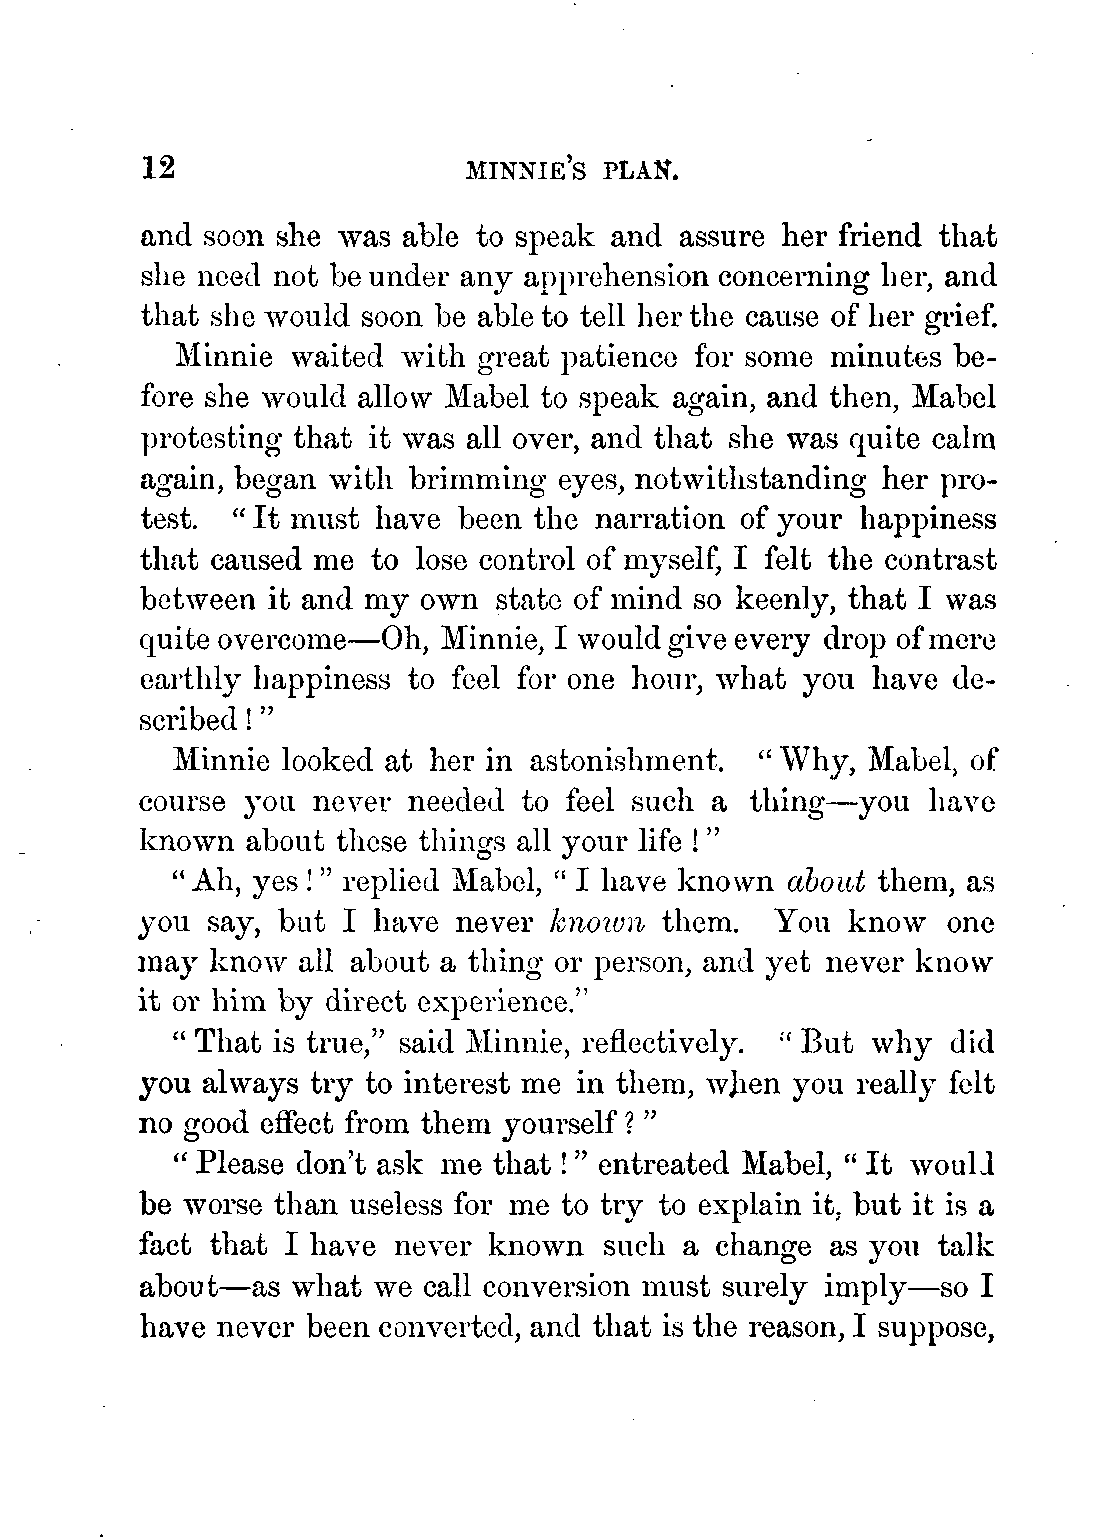 12 MINNIE'S PLAN.
and soon she was able to speak and assure her friend that
she need not be under any apprehension concerning her, and
that she would soon be able to tell her the cause of her grief.
Minnie waited with great patience for some minutes be-
fore she would allow Mabel to speak again, and then, Mabel
protesting that it was all over, and that she was quite calm
again, began with brimming eyes, notwithstanding her pro-
test. “It must have been the narration of your happiness
that caused me to lose control of myself, I felt the contrast
between it and my own state of mind so keenly, that I was
quite overcome—Oh, Minnie, I would give every drop of mere
earthly happiness to feel for one hour, what you have de-
scribed!”
Minnie looked at her in astonishment. “Why, Mabel, of
course you never needed to feel such a thing—you have
known about these things all your life!”
“Ah, yes!” replied Mabel, “I have known about them, as
you say, but I have never known them. You know one
may know all about a thing or person, and yet never know
it or him by direct experience.”
“That is true,” said Minnie, reflectively. “But why did
you always try to interest me in them, when you really felt
no good effect from them yourself?”
“Please don't ask me that!” entreated Mabel, “It would
be worse than useless for me to try to explain it, but it is a
fact that I have never known such a change as you talk
about—as what we call conversion must surely imply—so I
have never been converted, and that is the reason, I suppose,